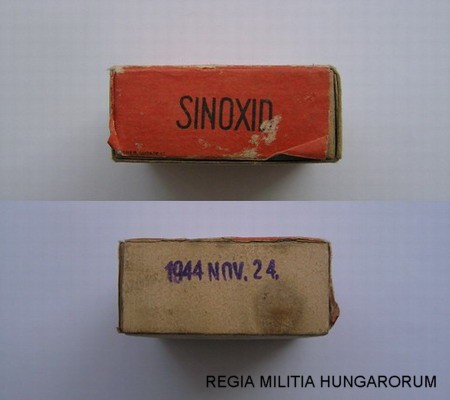 SINOXID
1944 NOV. 24.
REGIA MILITIA HUNGARORUM